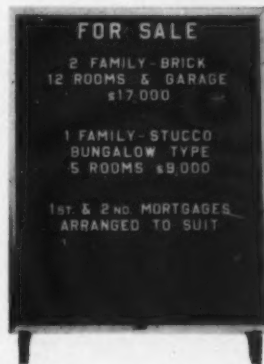 FOR SALE
2 FAMILY-BRICK
12 ROOMS & GARAGE
$17,000
1 FAMILY-STUCCO
BUNGALOW TYPE
5 ROOMS $9,000
1ST. & 2ND. MORTGAGES
ARRANGED TO SUIT